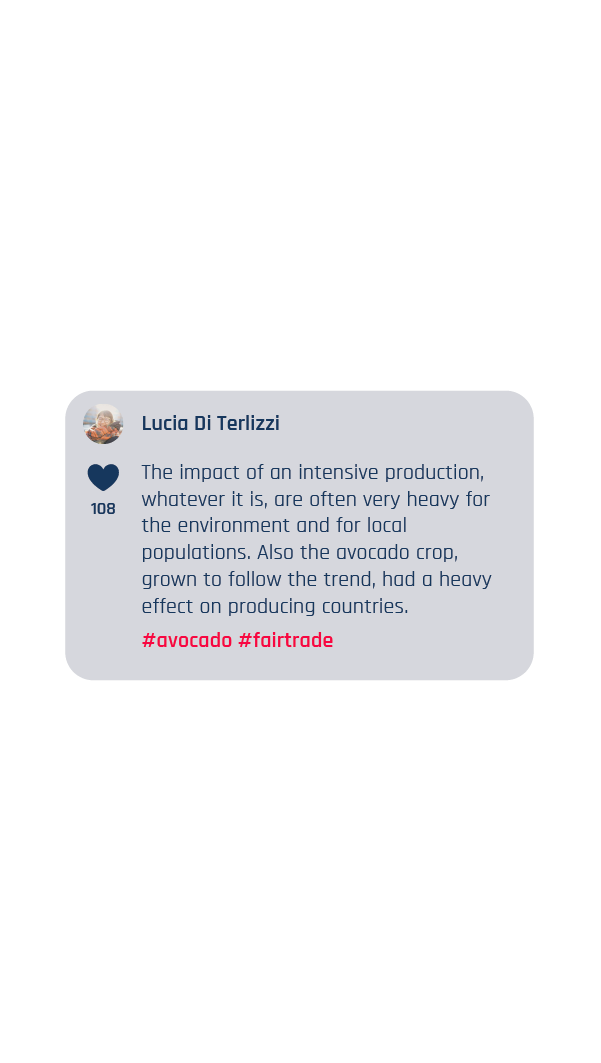 Lucia Di Terlizzi
108
The impact of an intensive production,
whatever it is, are often very heavy for
the environment and for local
populations. Also the avocado crop,
grown to follow the trend, had a heavy
effect on producing countries.
#avocado #fairtrade